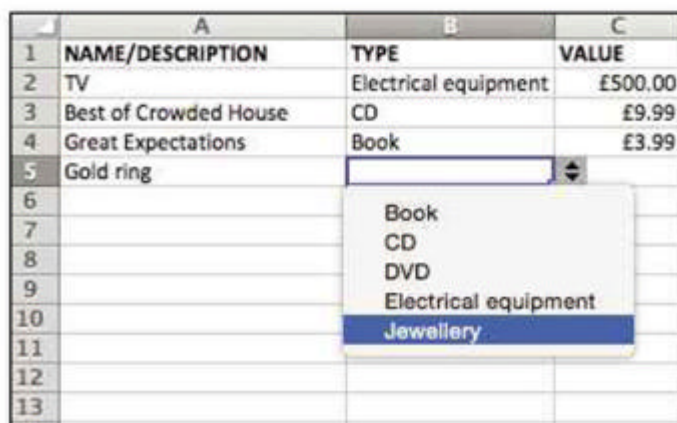 A B C
1 NAME/DESCRIPTION TYPE VALUE
2 TV Electrical equipment £500.00
3 Best of Crowded House CD £9.99
4 Great Expectations Book £3.99
5 Gold ring
6
Book
7
CD
8
DVD
9
Electrical equipment
10
Jewellery
11
12
13